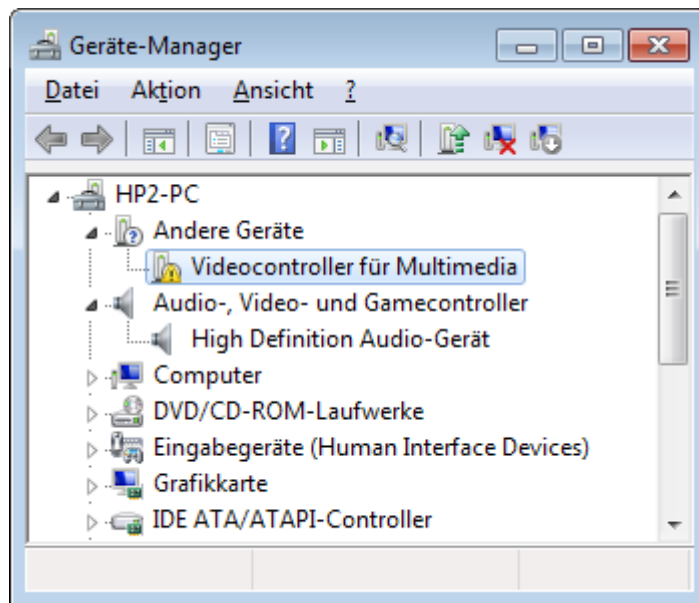 Geräte-Manager
Datei Aktion Ansicht ?
HP2-PC
Andere Geräte
Videocontroller für Multimedia
Audio-, Video- und Gamecontroller
High Definition Audio-Gerät
Computer
DVD/CD-ROM-Laufwerke
Eingabegeräte (Human Interface Devices)
Grafikkarte
IDE ATA/ATAPI-Controller